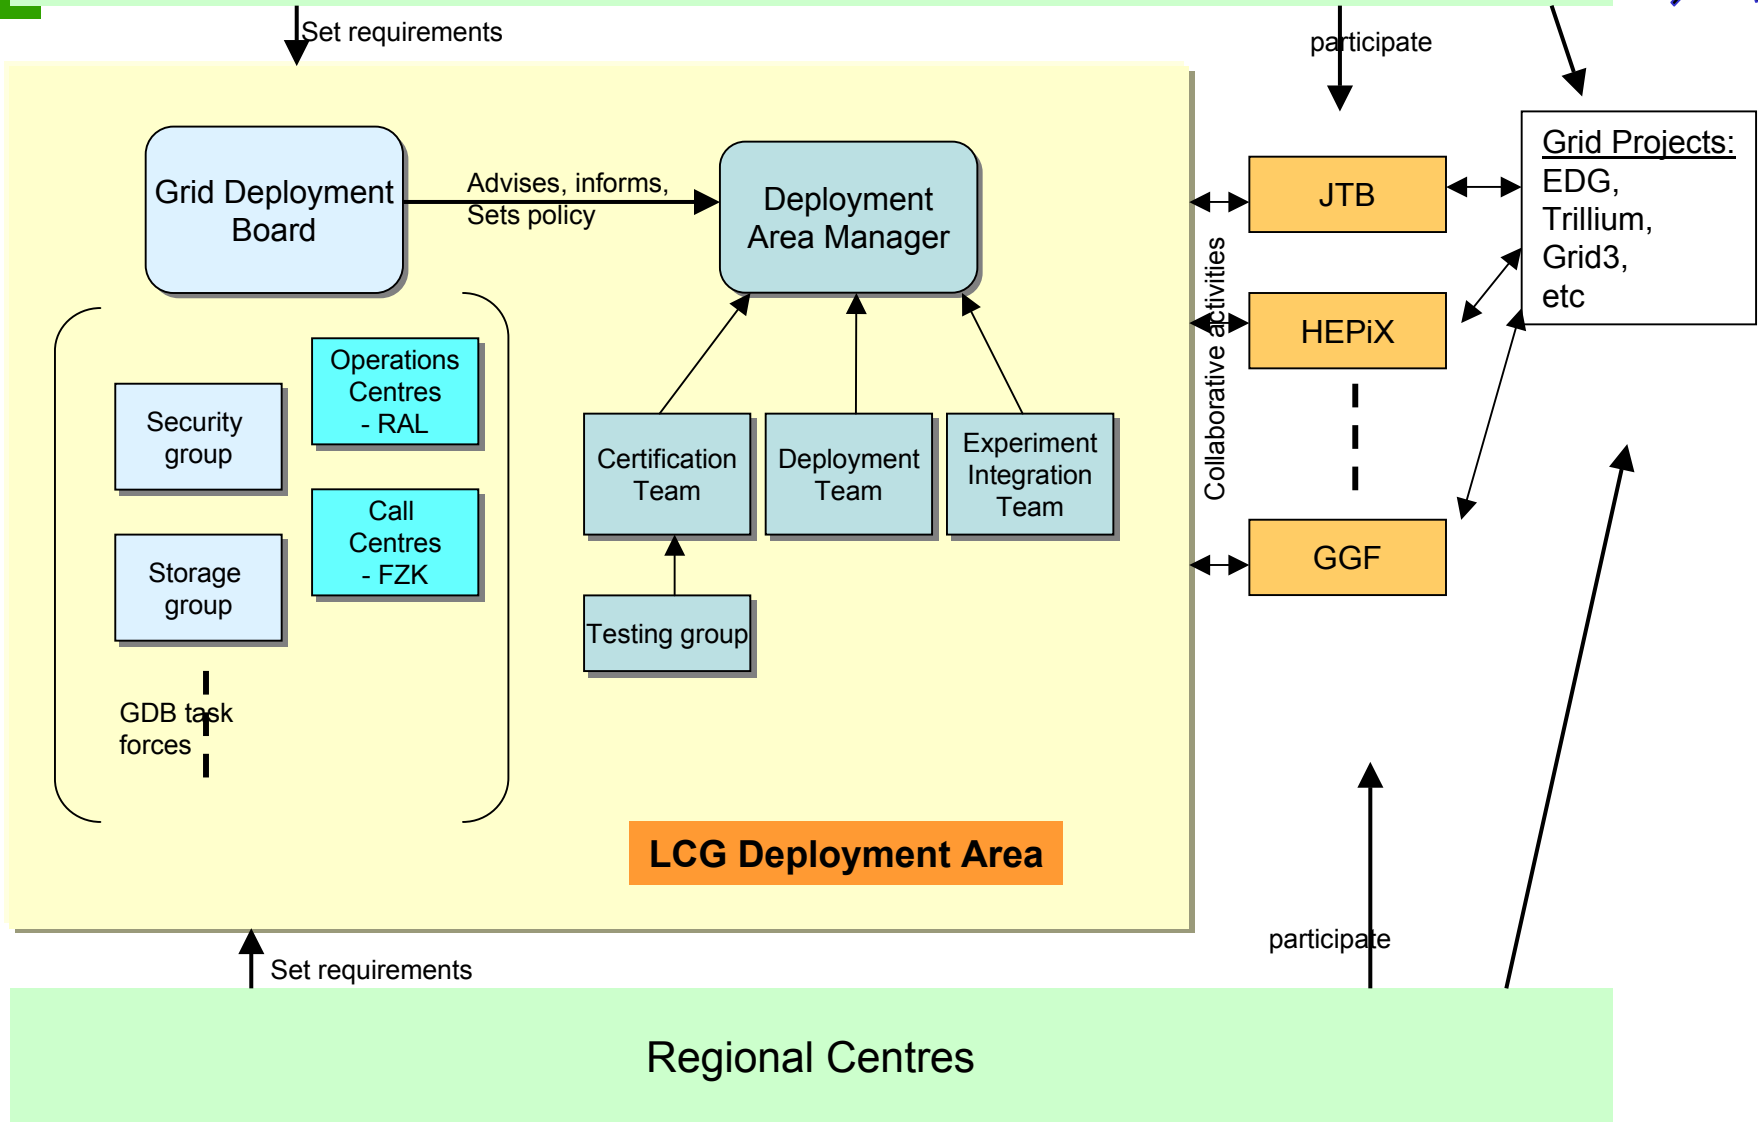 Set requirements
participate
Grid Deployment
Board
Advises, informs,
Sets policy
Deployment
Area Manager
JTB
Grid Projects:
EDG,
Trillium,
Grid3,
etc
Collaborative activities
HEPiX
Operations
Centres
- RAL
Security
group
Certification
Team
Deployment
Team
Experiment
Integration
Team
Call
Centres
- FZK
Storage
group
GGF
Testing group
GDB task
forces
LCG Deployment Area
Set requirements
participate
Regional Centres